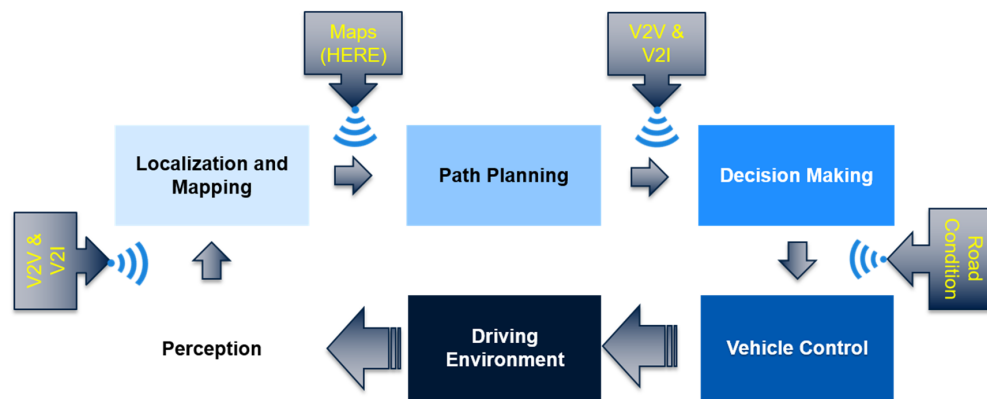 Maps
(HERE)
V2V &
V2I
Localization and
Mapping
Path Planning
Decision Making
V2V &
V2I
Road
Condition
Perception
Driving
Environment
Vehicle Control